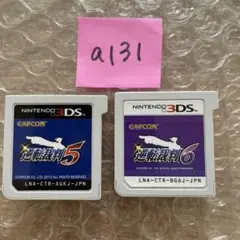 a131
NINTENDO 3DS
CAPCOM
逆転裁判5
LNA-CTR-AGKJ-JPN
NINTENDO 3DS
CAPCOM
逆転裁判6
LNA-CTR-BG6J-JPN